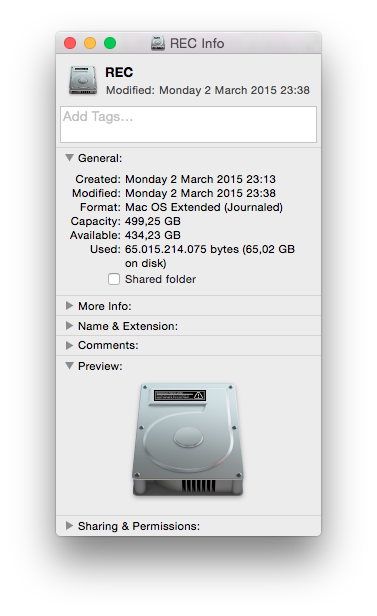 REC Info
REC
Modified: Monday 2 March 2015 23:38
Add Tags…
General:
Created: Monday 2 March 2015 23:13
Modified: Monday 2 March 2015 23:38
Format: Mac OS Extended (Journaled)
Capacity: 499,25 GB
Available: 434,23 GB
Used: 65.015.214.075 bytes (65,02 GB
on disk)
Shared folder
More Info:
Name & Extension:
Comments:
Preview:
Sharing & Permissions: